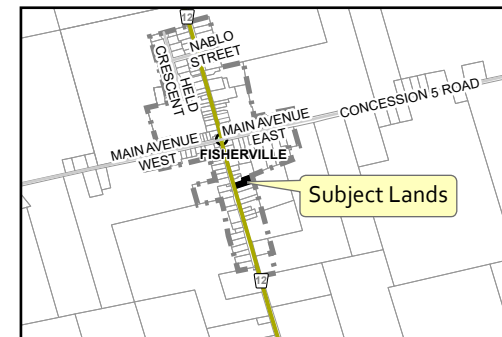 12
NABLO
STREET
HELD
CRESCENT
MAIN AVENUE
WEST
MAIN AVENUE
EAST
CONCESSION 5 ROAD
FISHERVILLE
Subject Lands
12